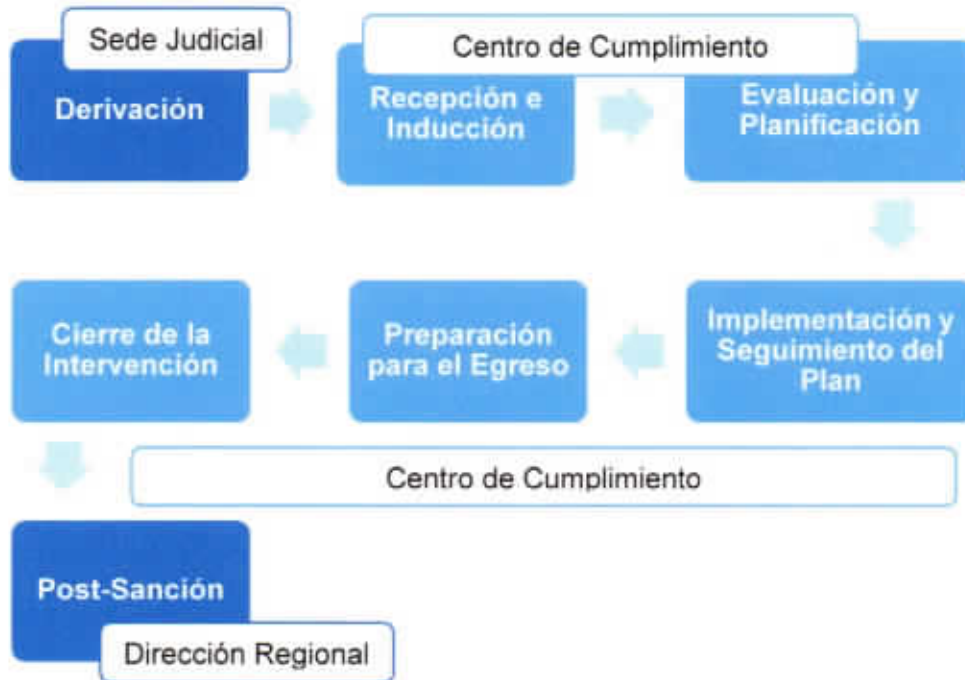 Sede Judicial
Centro de Cumplimiento
Derivación
Recepción e
Inducción
Evaluación y
Planificación
Cierre de la
Intervención
Preparación
para el Egreso
Implementación y
Seguimiento del
Plan
Centro de Cumplimiento
Post-Sanción
Dirección Regional